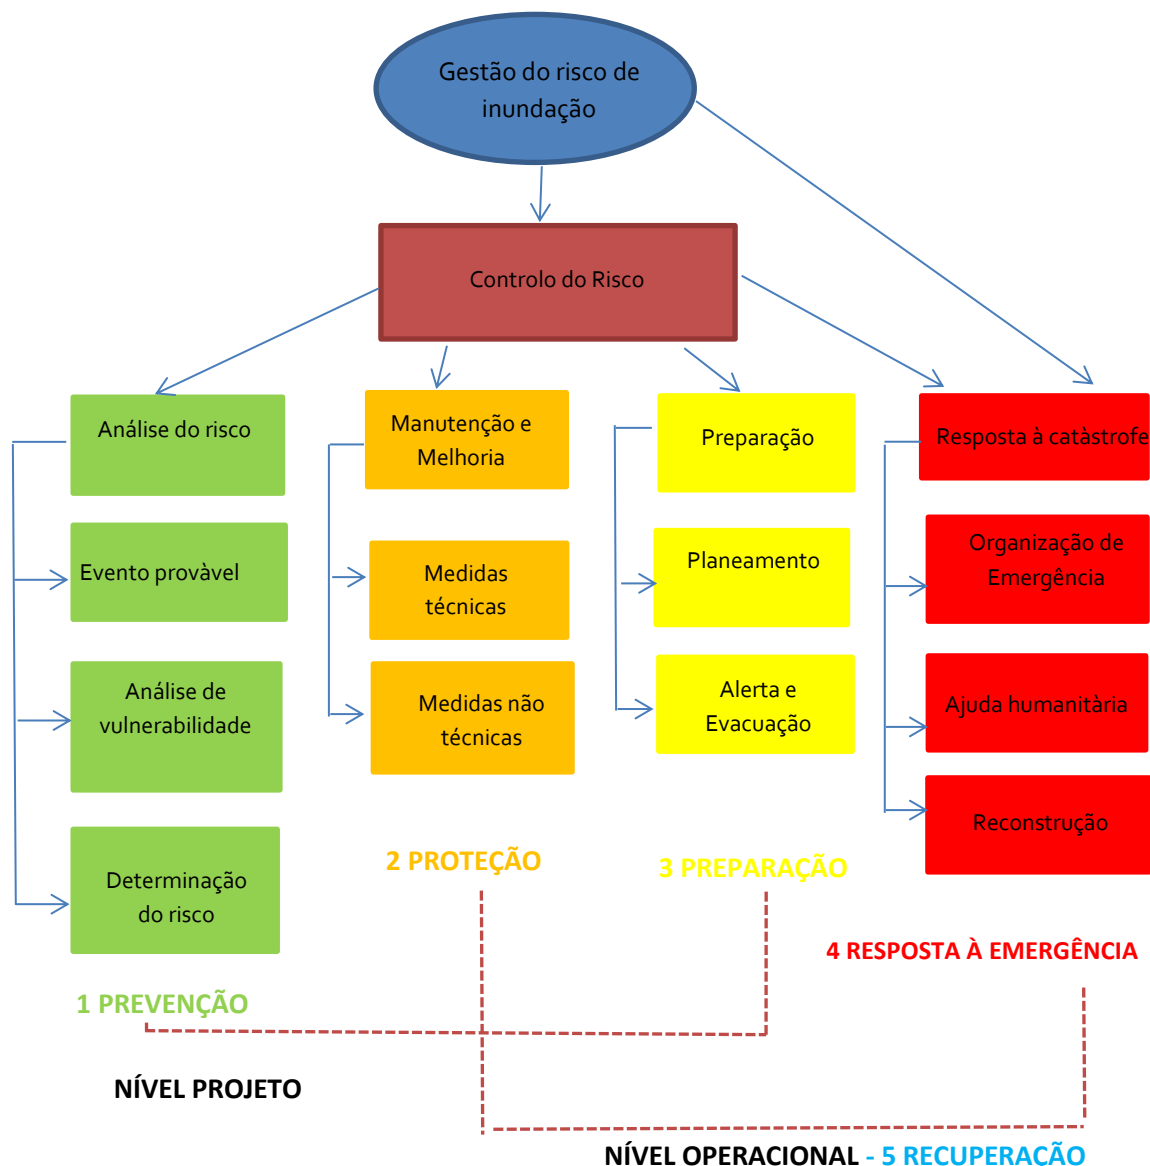 Gestão do risco de
inundação
Controlo do Risco
Análise do risco
Evento provàvel
Análise de
vulnerabilidade
Determinação
do risco
1 PREVENÇÃO
Manutenção e
Melhoria
Medidas
técnicas
Medidas não
técnicas
2 PROTEÇÃO
Preparação
Planeamento
Alerta e
Evacuação
3 PREPARAÇÃO
Resposta à catàstrofe
Organização de
Emergência
Ajuda humanitària
Reconstrução
4 RESPOSTA À EMERGÊNCIA
NÍVEL PROJETO
NÍVEL OPERACIONAL - 5 RECUPERAÇÃO